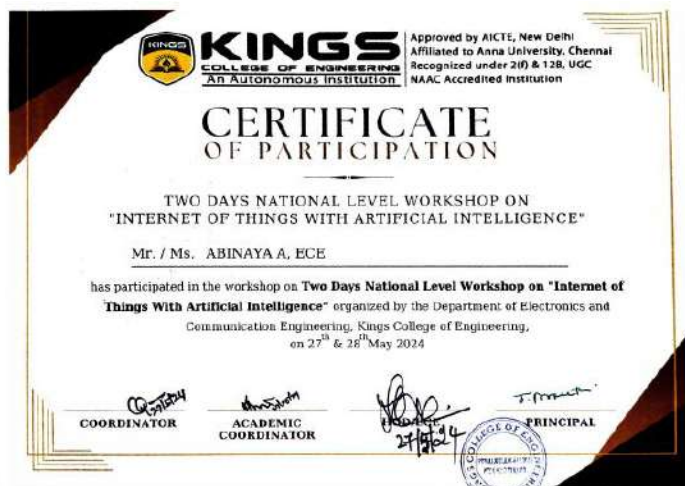 KINGS
KINGS
COLLEGE OF ENGINEERING
An Autonomous Institution
Approved by AICTE, New Delhi
Affiliated to Anna University, Chennai
Recognized under 2(f) & 12B, UGC
NAAC Accredited Institution
CERTIFICATE
OF PARTICIPATION
TWO DAYS NATIONAL LEVEL WORKSHOP ON
"INTERNET OF THINGS WITH ARTIFICIAL INTELLIGENCE"
Mr. / Ms. ABINAYA A, ECE
has participated in the workshop on Two Days National Level Workshop on "Internet of
Things With Artificial Intelligence" organized by the Department of Electronics and
Communication Engineering, Kings College of Engineering,
on 27th & 28th May 2024
COORDINATOR
ACADEMIC
COORDINATOR
27/5/24
PRINCIPAL
COLLEGE OF